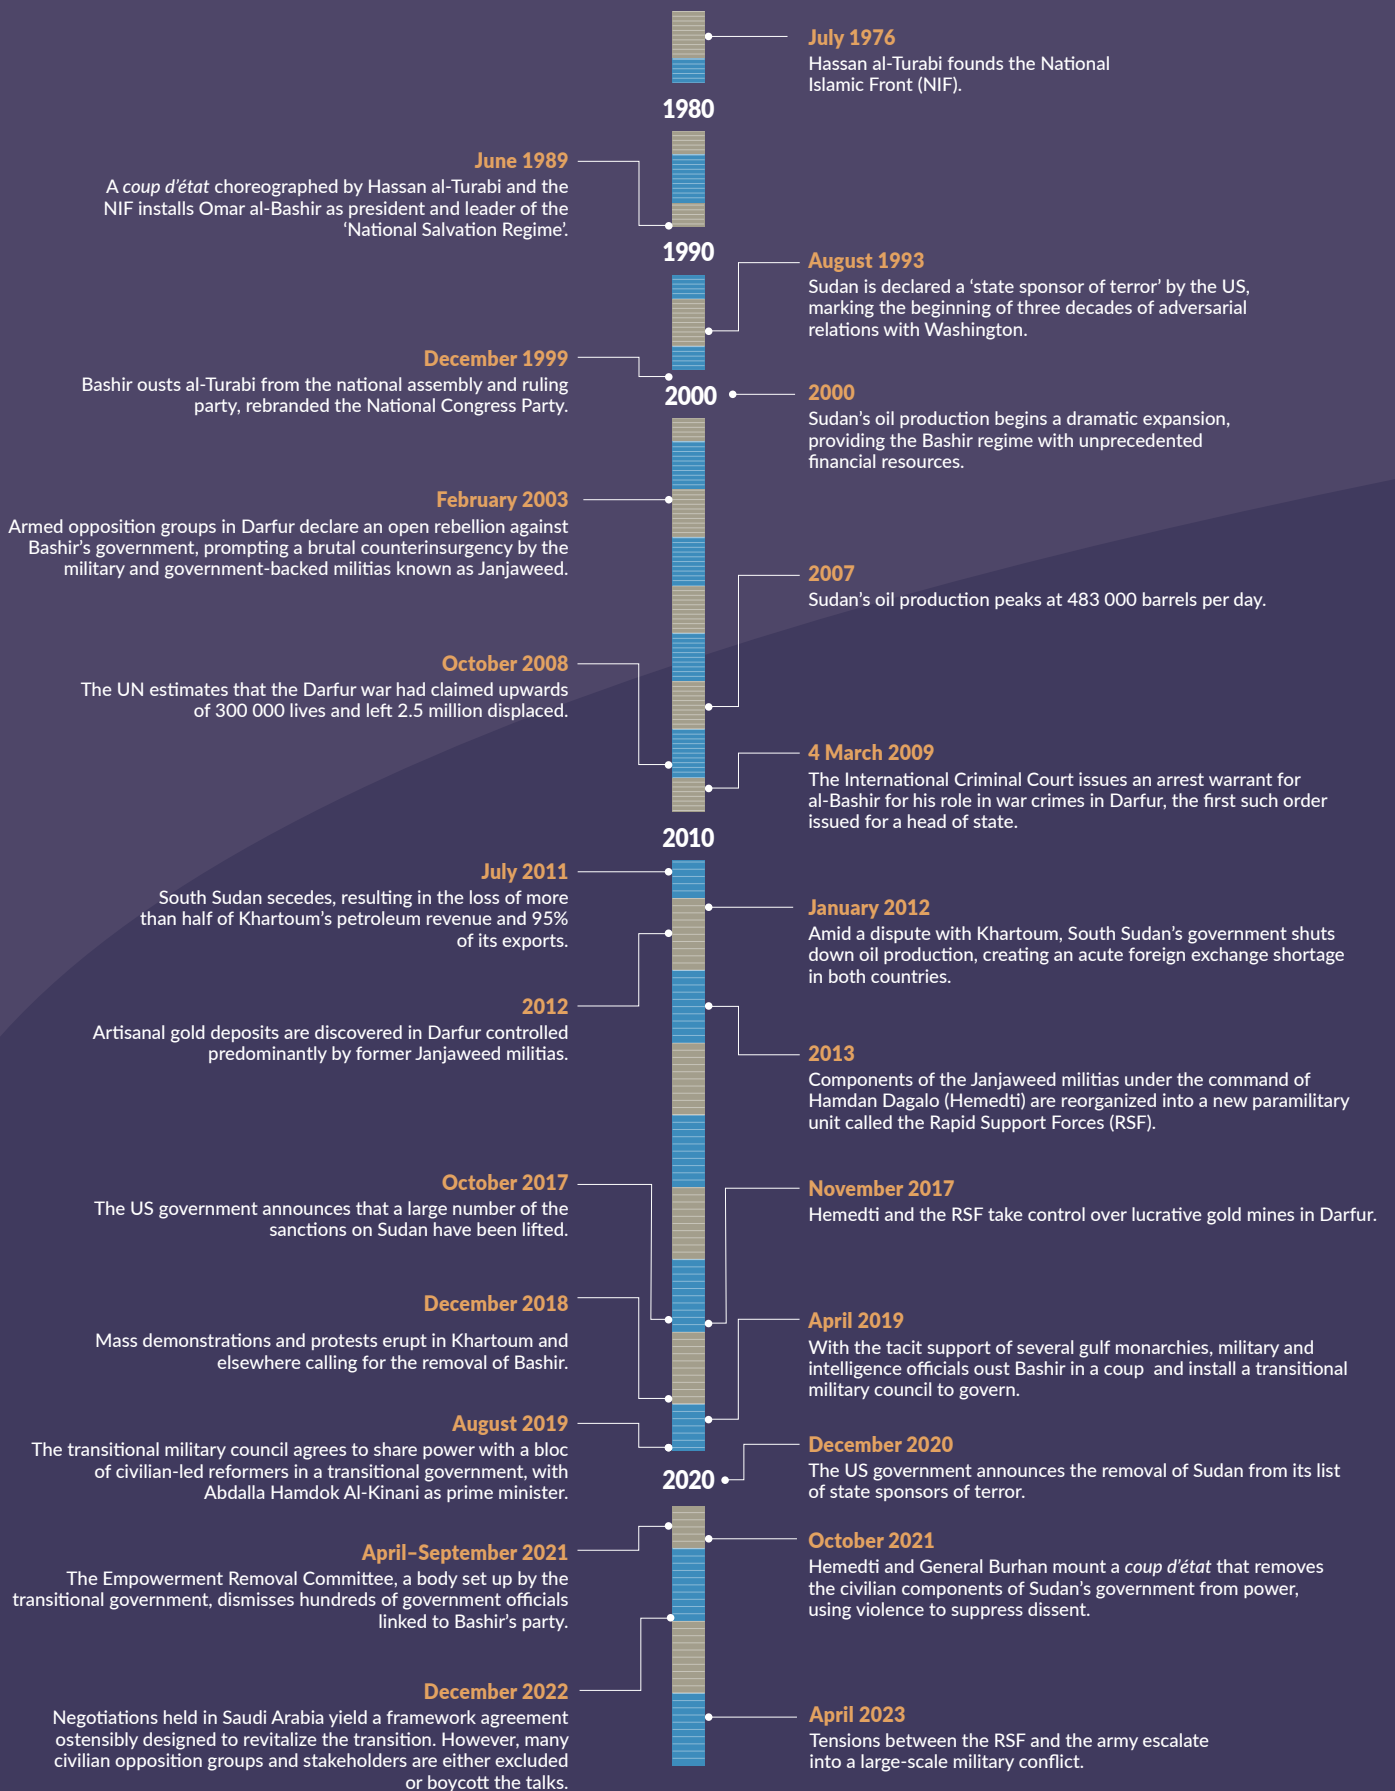 July 1976
Hassan al-Turabi founds the National
Islamic Front (NIF).
1980
June 1989
A coup d’état choreographed by Hassan al-Turabi and the
NIF installs Omar al-Bashir as president and leader of the
‘National Salvation Regime’.
1990
August 1993
Sudan is declared a ‘state sponsor of terror’ by the US,
marking the beginning of three decades of adversarial
relations with Washington.
December 1999
Bashir ousts al-Turabi from the national assembly and ruling
party, rebranded the National Congress Party.
2000
2000
Sudan’s oil production begins a dramatic expansion,
providing the Bashir regime with unprecedented
financial resources.
February 2003
Armed opposition groups in Darfur declare an open rebellion against
Bashir’s government, prompting a brutal counterinsurgency by the
military and government-backed militias known as Janjaweed.
2007
Sudan’s oil production peaks at 483 000 barrels per day.
October 2008
The UN estimates that the Darfur war had claimed upwards
of 300 000 lives and left 2.5 million displaced.
4 March 2009
The International Criminal Court issues an arrest warrant for
al-Bashir for his role in war crimes in Darfur, the first such order
issued for a head of state.
2010
July 2011
South Sudan secedes, resulting in the loss of more
than half of Khartoum’s petroleum revenue and 95%
of its exports.
January 2012
Amid a dispute with Khartoum, South Sudan’s government shuts
down oil production, creating an acute foreign exchange shortage
in both countries.
2012
Artisanal gold deposits are discovered in Darfur controlled
predominantly by former Janjaweed militias.
2013
Components of the Janjaweed militias under the command of
Hamdan Dagalo (Hemedti) are reorganized into a new paramilitary
unit called the Rapid Support Forces (RSF).
October 2017
The US government announces that a large number of the
sanctions on Sudan have been lifted.
November 2017
Hemedti and the RSF take control over lucrative gold mines in Darfur.
December 2018
Mass demonstrations and protests erupt in Khartoum and
elsewhere calling for the removal of Bashir.
April 2019
With the tacit support of several gulf monarchies, military and
intelligence officials oust Bashir in a coup and install a transitional
military council to govern.
August 2019
The transitional military council agrees to share power with a bloc
of civilian-led reformers in a transitional government, with
Abdalla Hamdok Al-Kinani as prime minister.
2020
December 2020
The US government announces the removal of Sudan from its list
of state sponsors of terror.
April–September 2021
The Empowerment Removal Committee, a body set up by the
transitional government, dismisses hundreds of government officials
linked to Bashir’s party.
October 2021
Hemedti and General Burhan mount a coup d’état that removes
the civilian components of Sudan’s government from power,
using violence to suppress dissent.
December 2022
Negotiations held in Saudi Arabia yield a framework agreement
ostensibly designed to revitalize the transition. However, many
civilian opposition groups and stakeholders are either excluded
or boycott the talks.
April 2023
Tensions between the RSF and the army escalate
into a large-scale military conflict.